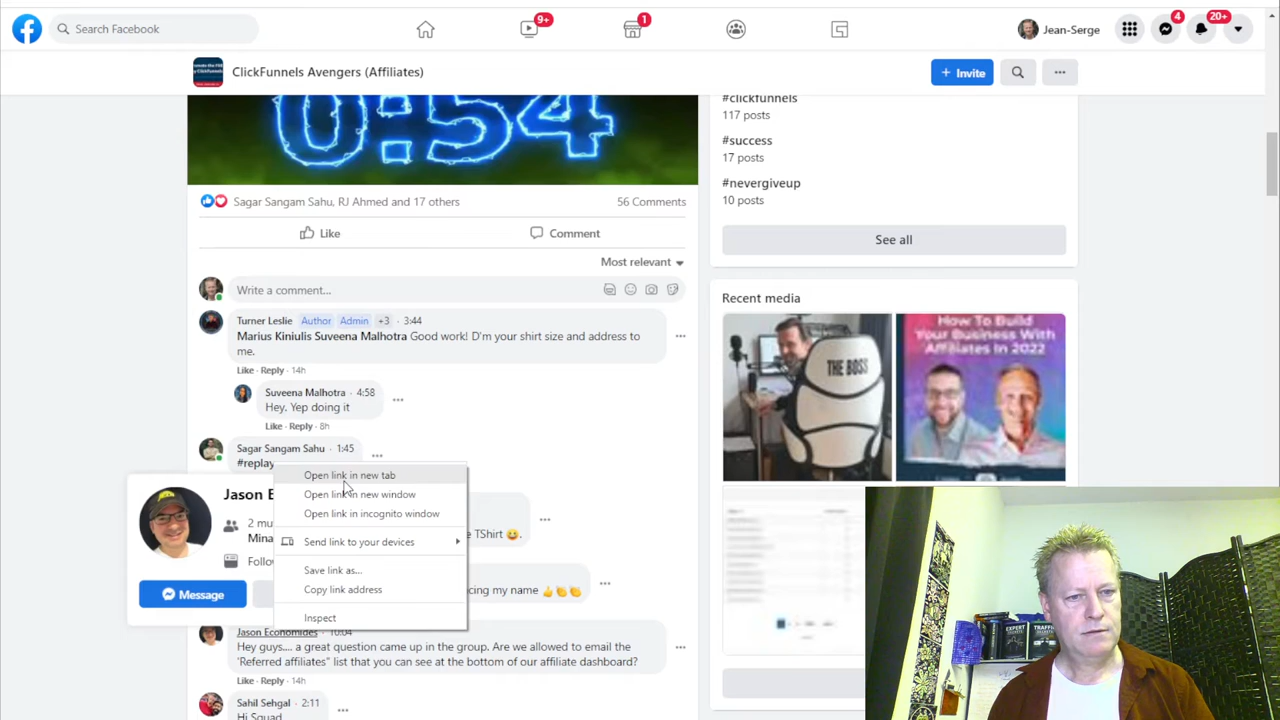 Search Facebook
9+
1
Jean-Serge
4
20+
ClickFunnels Avengers (Affiliates)
+ Invite
0:54
Sagar Sangam Sahu, RJ Ahmed and 17 others
56 Comments
Like
Comment
Most relevant
Write a comment...
Turner Leslie Author Admin +3 · 3:44
Marius Kiniulis Suveena Malhotra Good work! D'm your shirt size and address to
me.
Like · Reply · 14h
Suveena Malhotra · 4:58
Hey. Yep doing it
Like · Reply · 8h
Sagar Sangam Sahu · 1:45
#replay
Jason E
2 mu
Mina
Follow
Message
Open link in new tab
Open link in new window
Open link in incognito window
Send link to your devices
Save link as...
Copy link address
Inspect
e TShirt 😀.
cing my name 👍👏👏
Jason Economides · 10:04
Hey guys.... a great question came up in the group. Are we allowed to email the
'Referred affiliates" list that you can see at the bottom of our affiliate dashboard?
Like · Reply · 14h
Sahil Sehgal · 2:11
Hi Squad
#clickfunnels
117 posts
#success
17 posts
#nevergiveup
10 posts
See all
Recent media
THE BOSS
How To Build
Your Business With
Affiliates In 2022
EXPERT
SECRETS
TRAFFIC